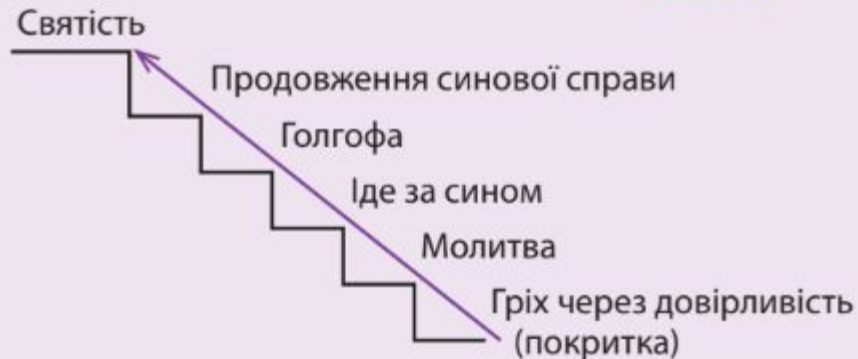 Святість
Продовження синової справи
Голгофа
Іде за сином
Молитва
Гріх через довірливість
(покритка)